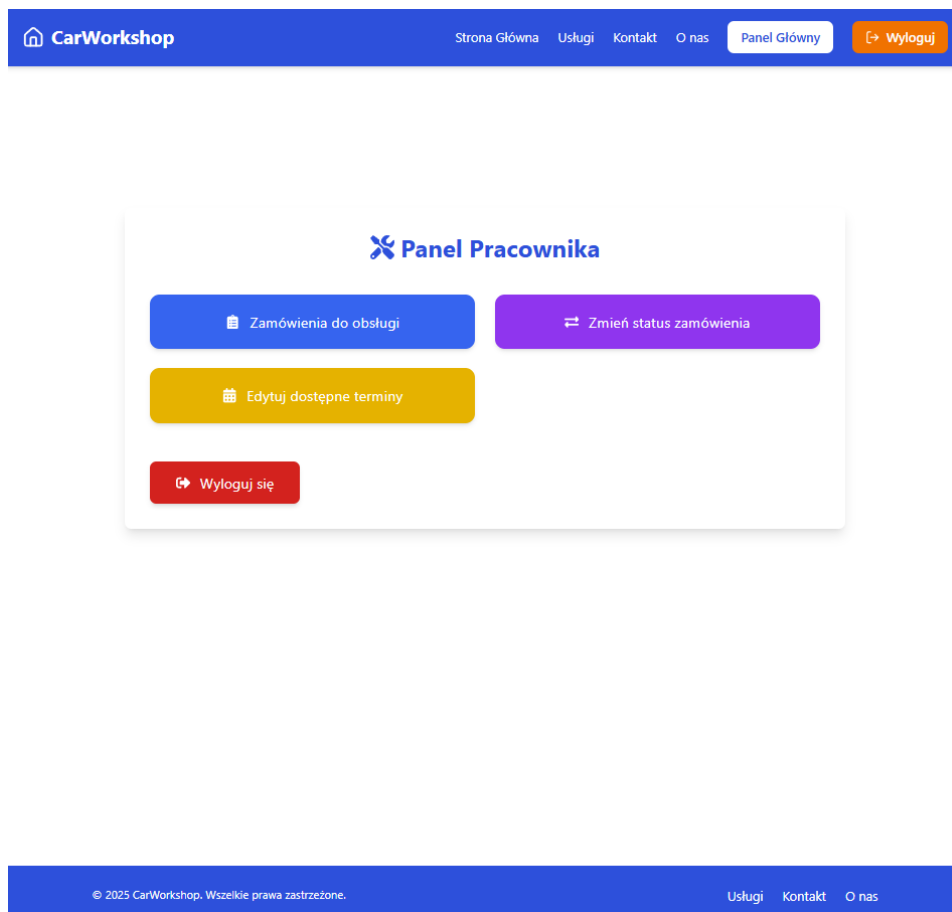 CarWorkshop
Strona Główna Usługi Kontakt O nas Panel Główny Wyloguj
Panel Pracownika
Zamówienia do obsługi
Zmień status zamówienia
Edytuj dostępne terminy
Wyloguj się
© 2025 CarWorkshop. Wszelkie prawa zastrzeżone.
Usługi Kontakt O nas